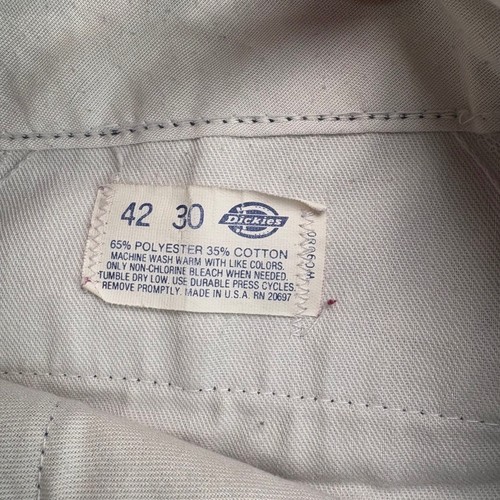 42 30 Dickies
65% POLYESTER 35% COTTON
MACHINE WASH WARM WITH LIKE COLORS.
ONLY NON-CHLORINE BLEACH WHEN NEEDED.
TUMBLE DRY LOW. USE DURABLE PRESS CYCLES.
REMOVE PROMPTLY. MADE IN U.S.A. RN 20697